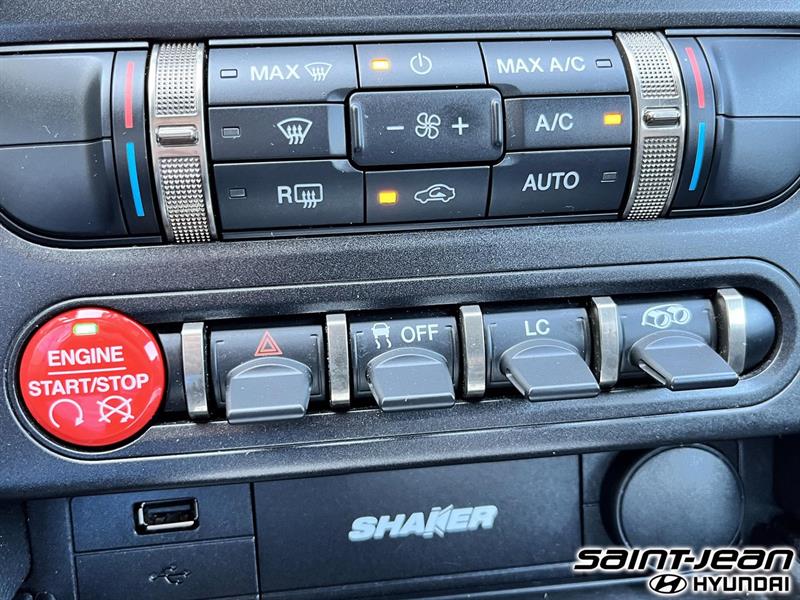 MAX
MAX A/C
- +
A/C
R
AUTO
ENGINE
START/STOP
OFF
LC
SHAKER
SAINT-JEAN
HYUNDAI